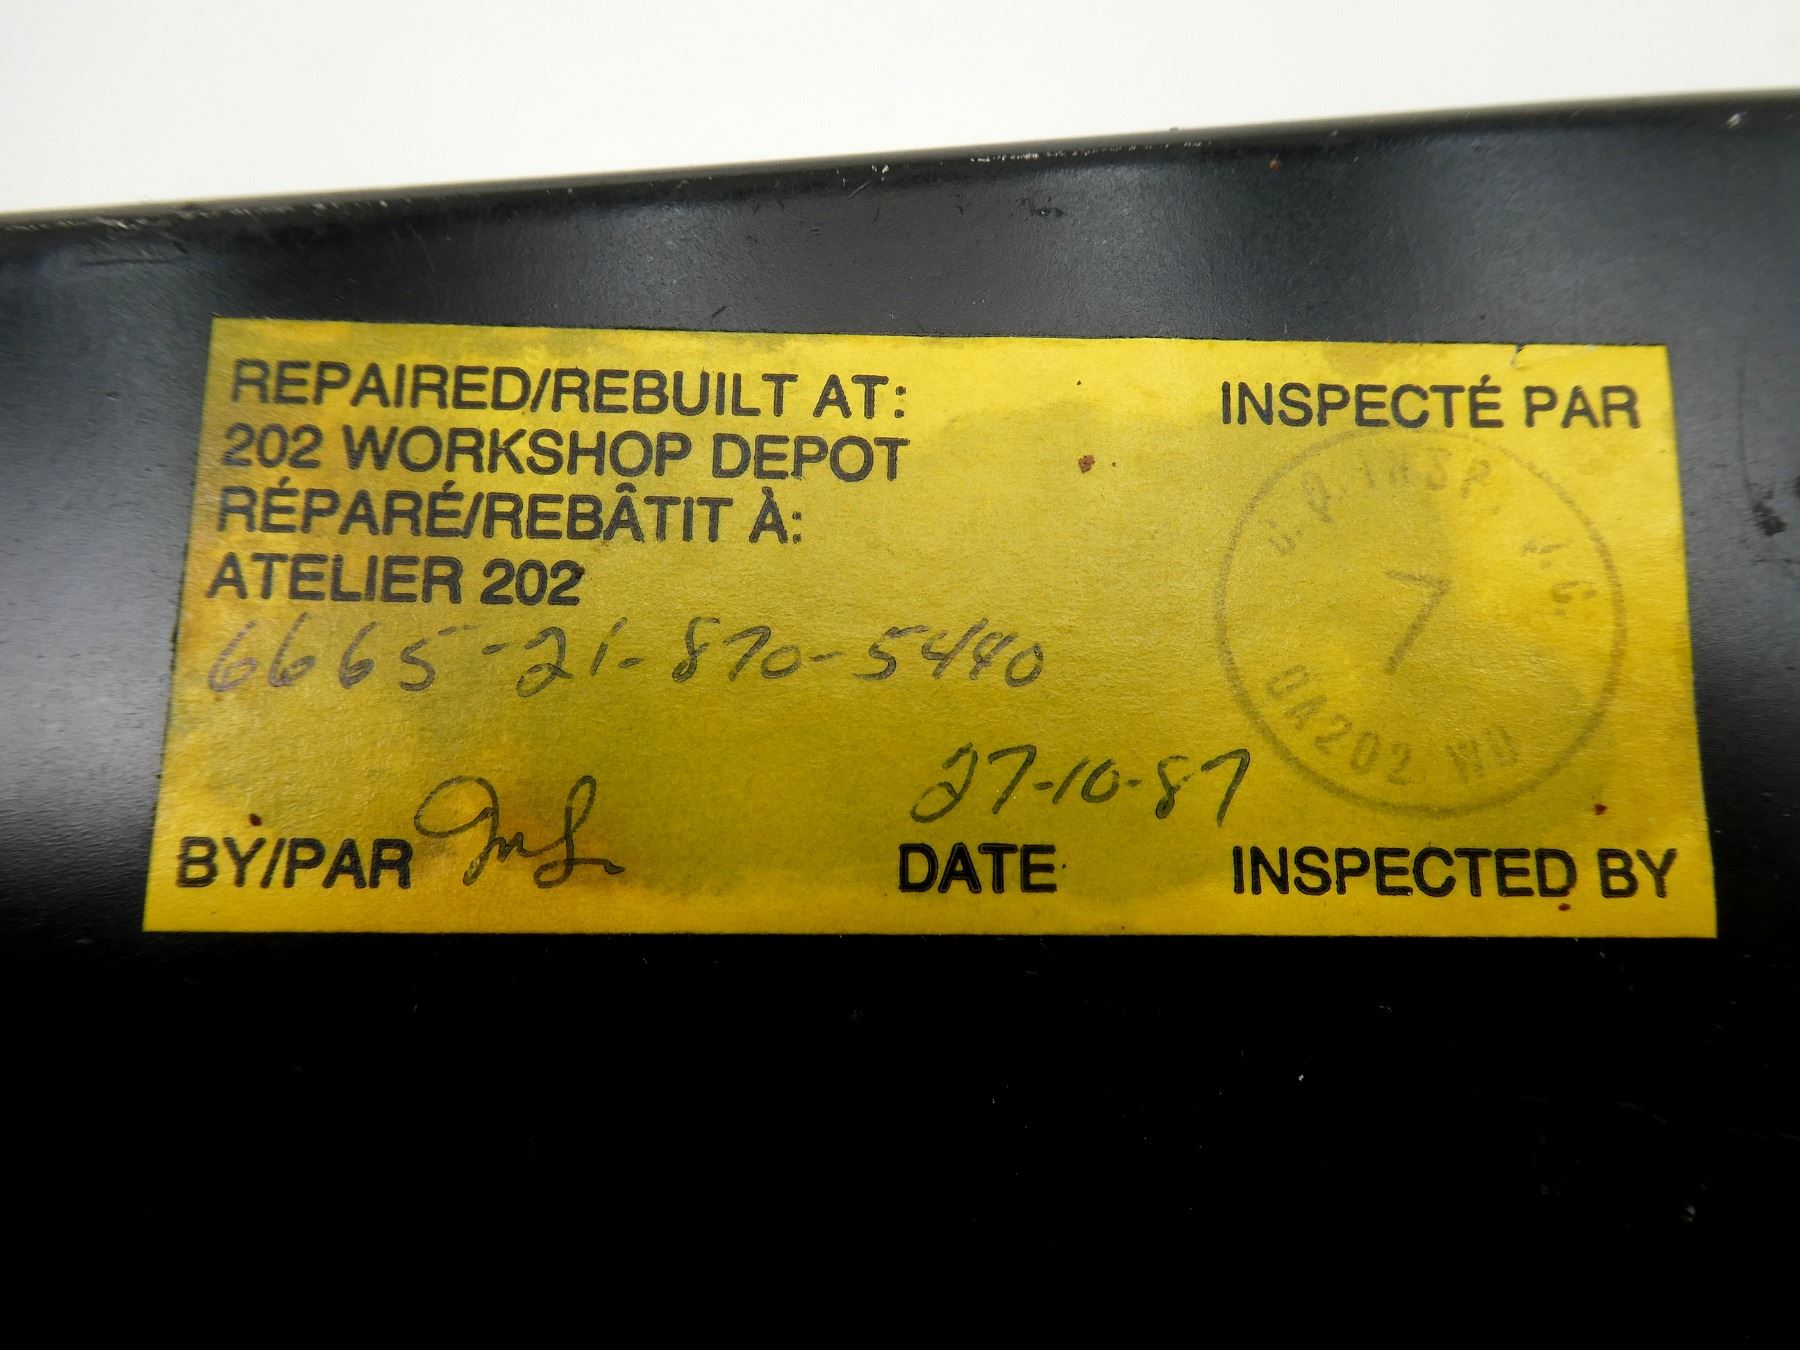 REPAIRED/REBUILT AT:
202 WORKSHOP DEPOT
RÉPARÉ/REBÂTIT À:
ATELIER 202
6665-21-870-5440
BY/PAR
27-10-87
DATE
INSPECTÉ PAR
INSP. J.G.
7
DA202 WD
INSPECTED BY